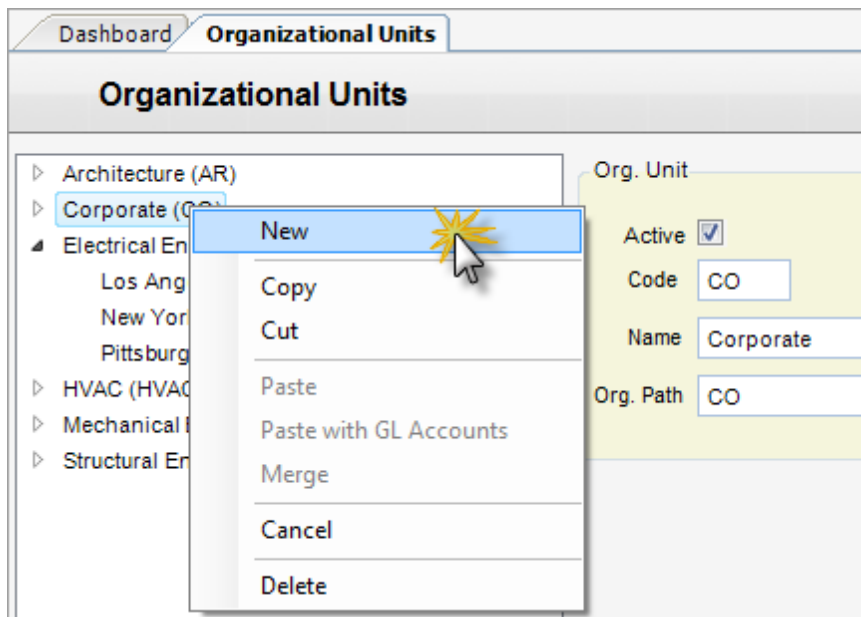 Dashboard Organizational Units
Organizational Units
Architecture (AR)
Corporate (CO)
Electrical En
Los Ang
New Yor
Pittsburg
HVAC (HVAC
Mechanical
Structural En
New
Copy
Cut
Paste
Paste with GL Accounts
Merge
Cancel
Delete
Org. Unit
Active
Code CO
Name Corporate
Org. Path CO